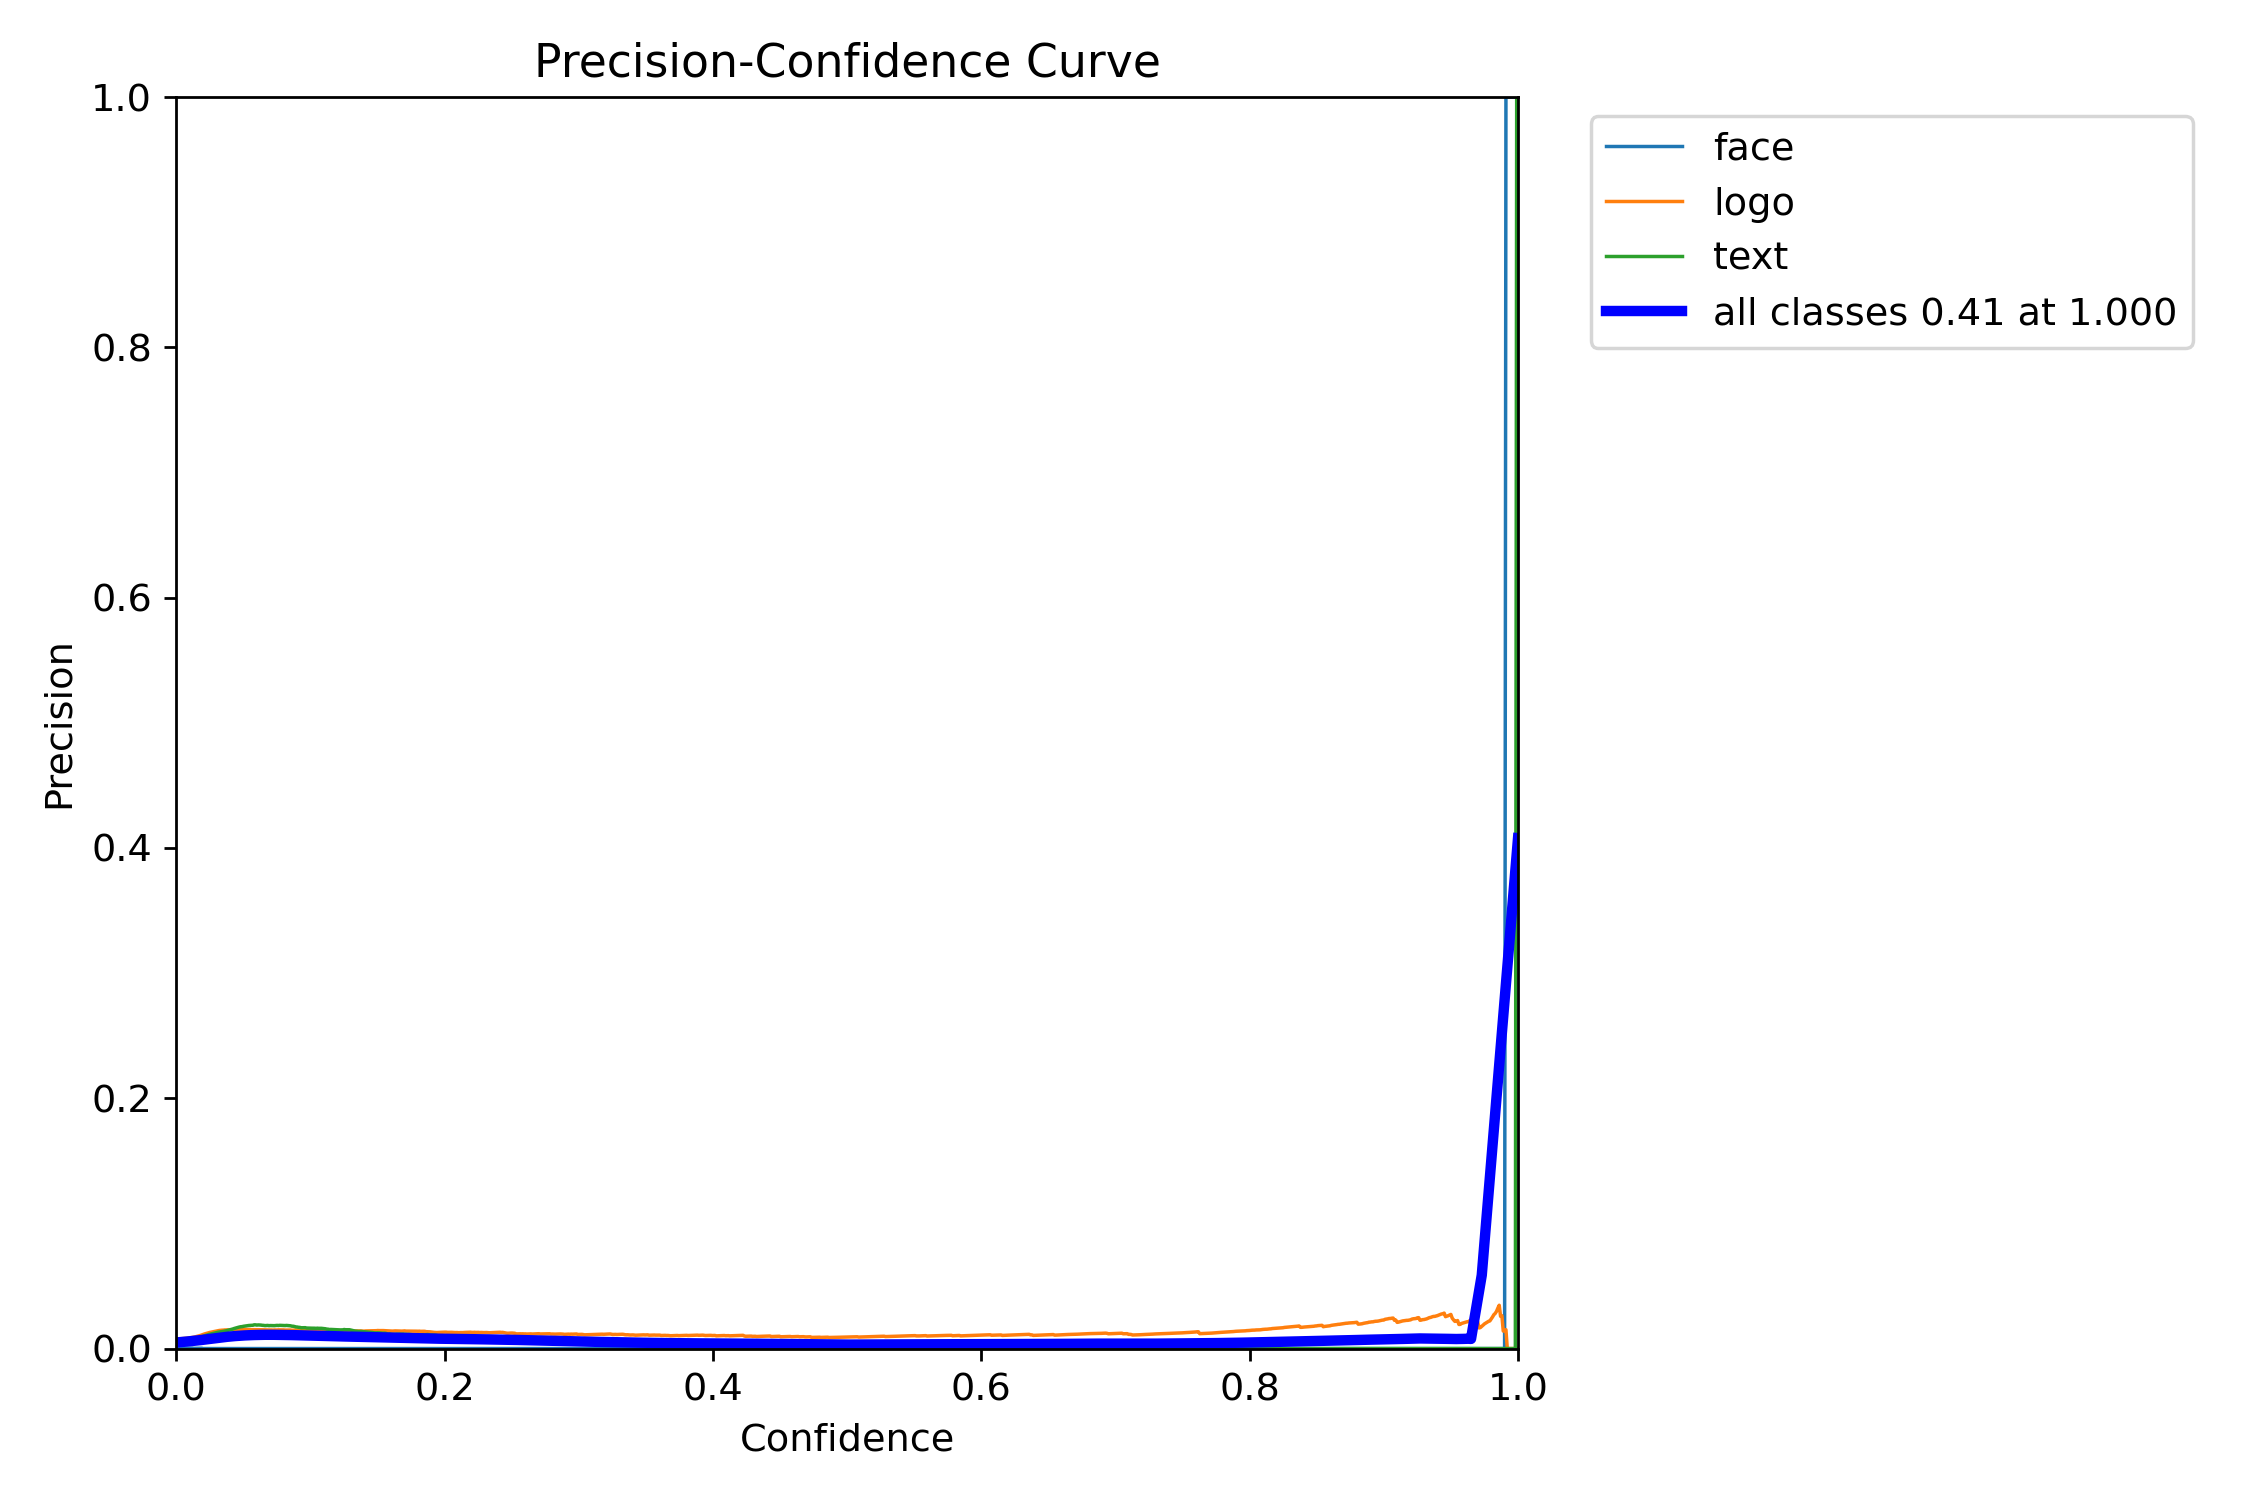 Precision-Confidence Curve
1.0
0.8
0.6
0.4
0.2
0.0
Precision
0.0 0.2 0.4 0.6 0.8 1.0
Confidence
face
logo
text
all classes 0.41 at 1.000